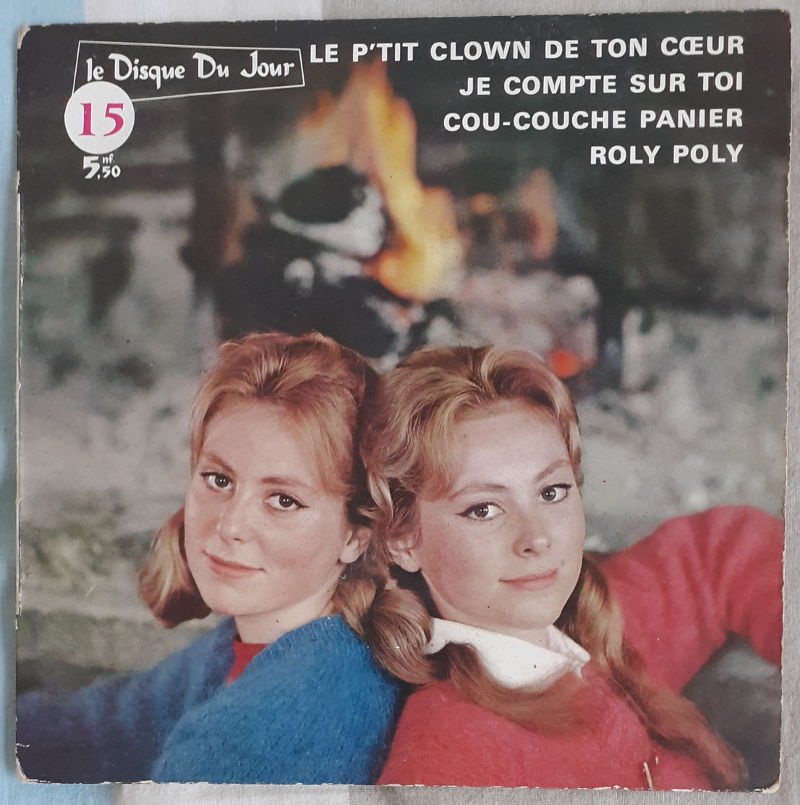 le Disque Du Jour
15
5,nf.50
LE P'TIT CLOWN DE TON CŒUR
JE COMPTE SUR TOI
COU-COUCHE PANIER
ROLY POLY